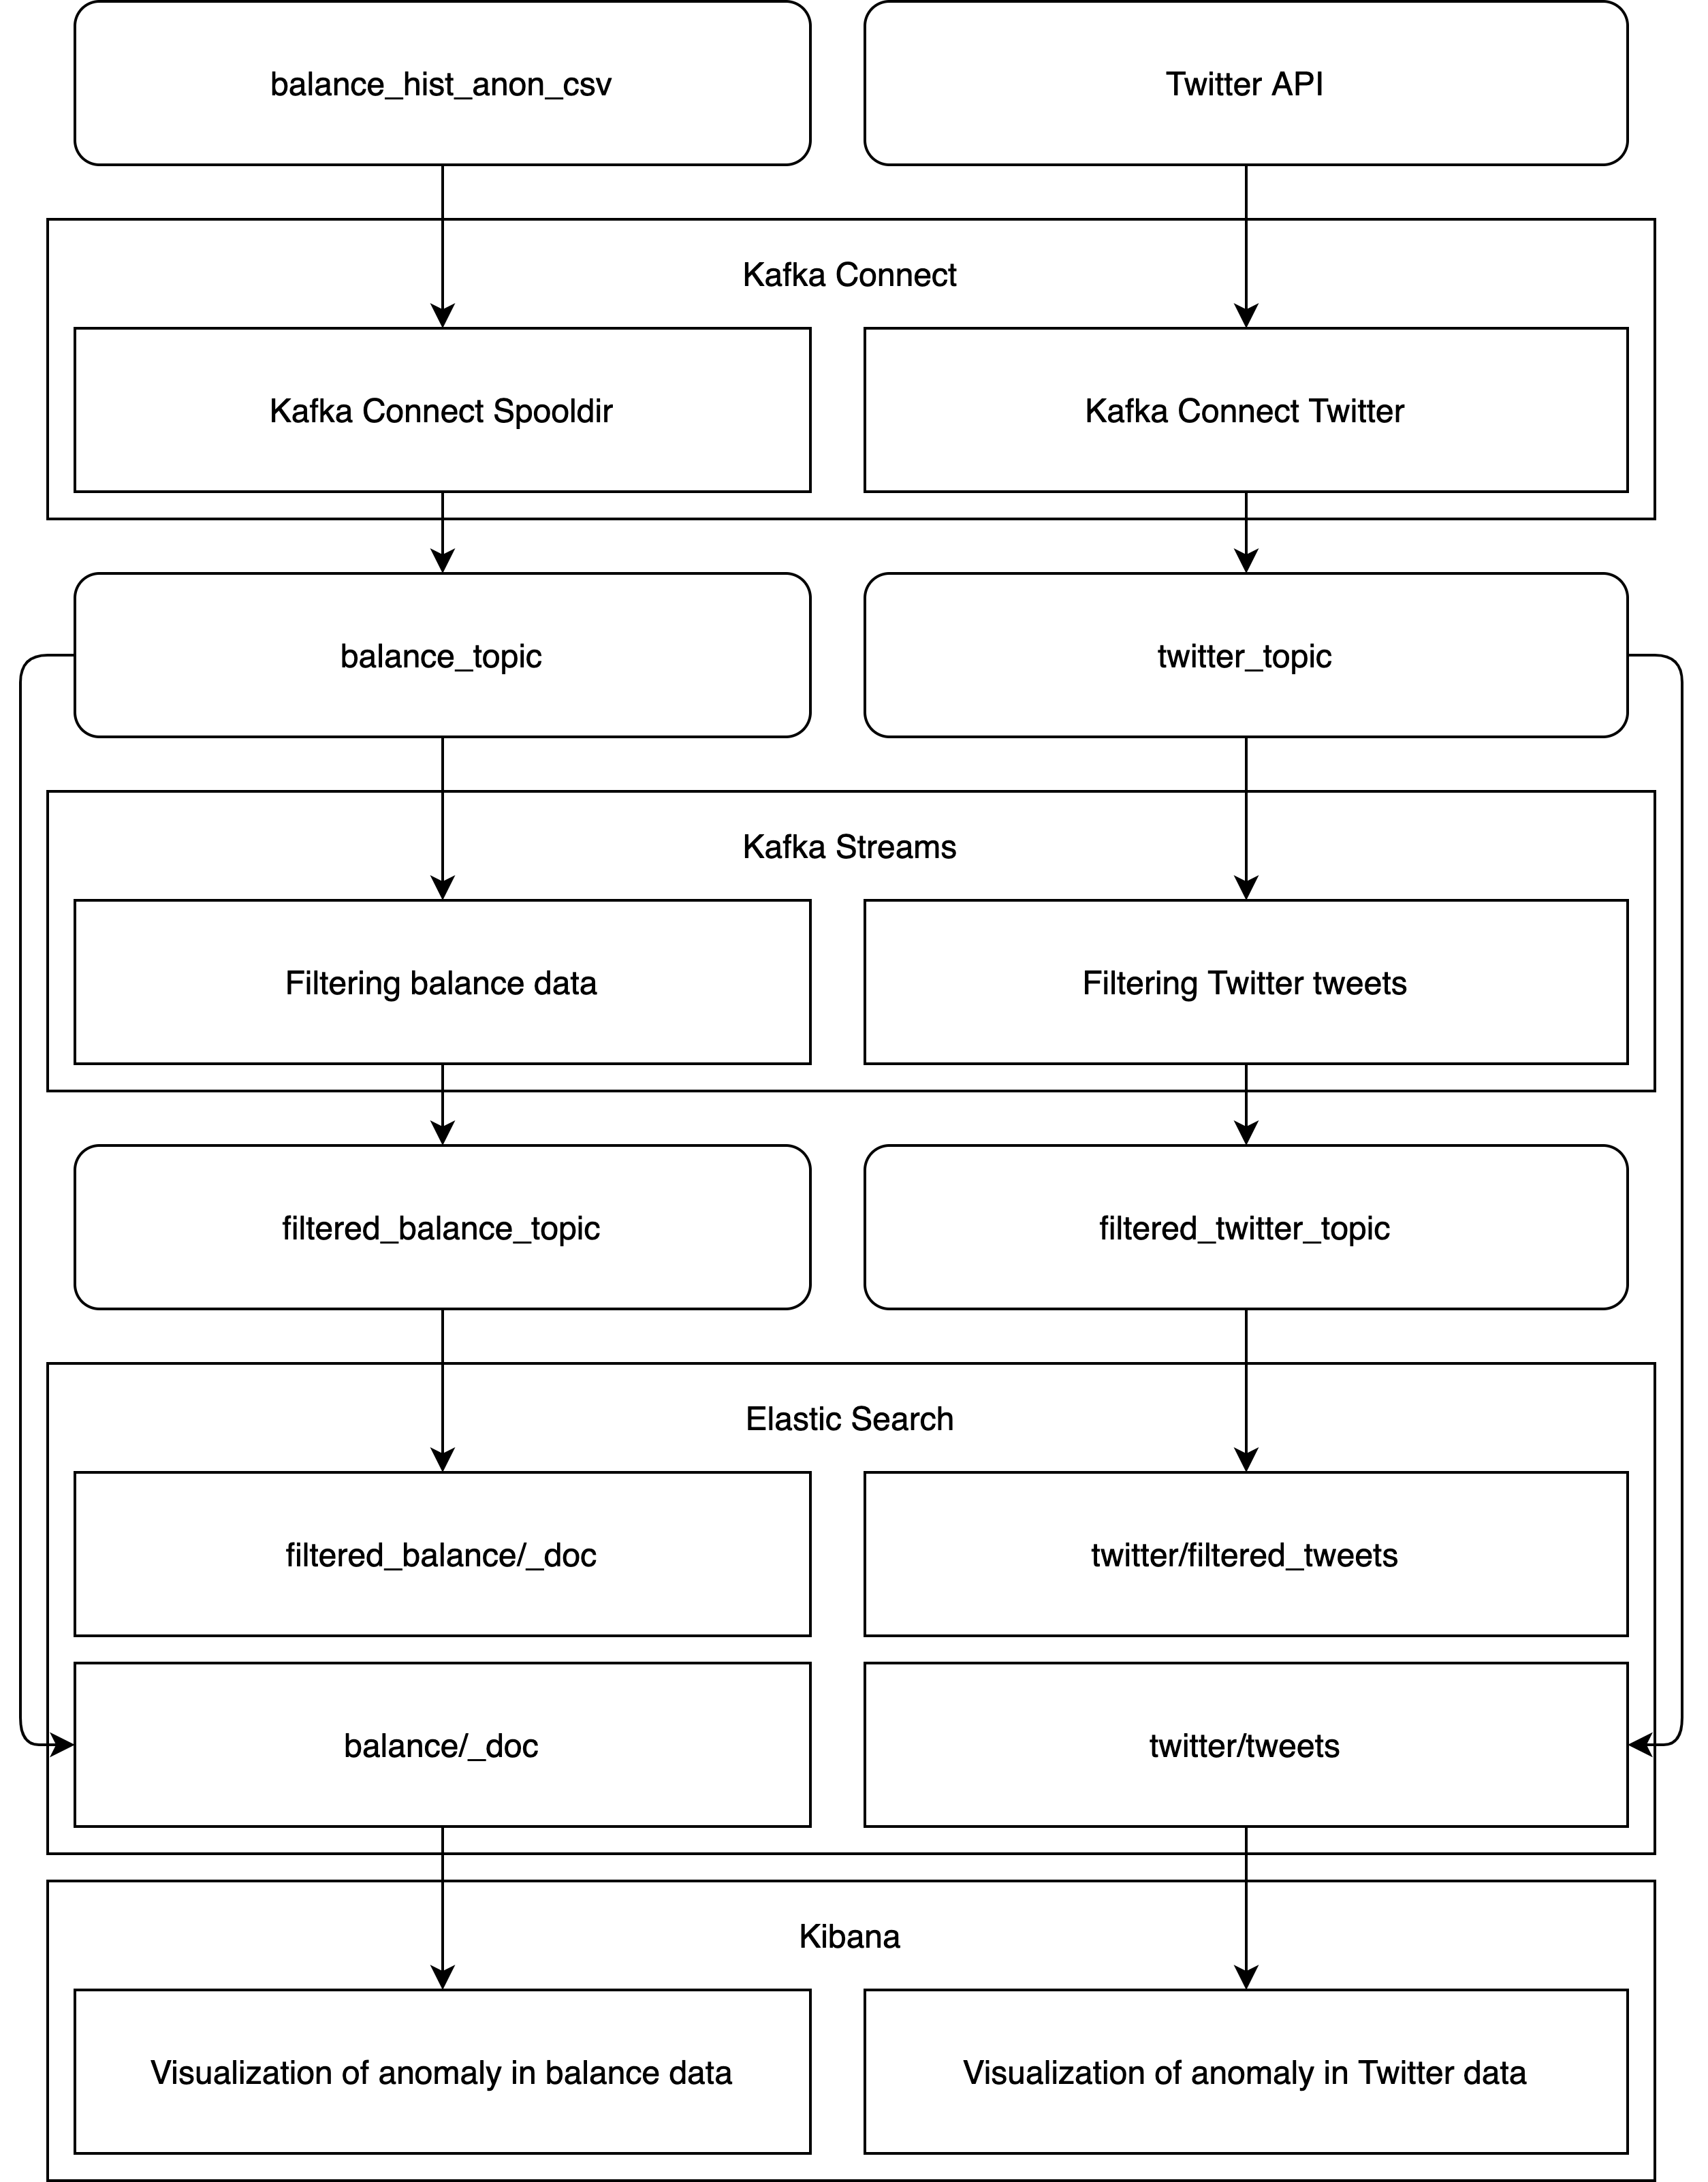 balance_hist_anon_csv
Twitter API
Kafka Connect
Kafka Connect Spooldir
Kafka Connect Twitter
balance_topic
twitter_topic
Kafka Streams
Filtering balance data
Filtering Twitter tweets
filtered_balance_topic
filtered_twitter_topic
Elastic Search
filtered_balance/_doc
twitter/filtered_tweets
balance/_doc
twitter/tweets
Kibana
Visualization of anomaly in balance data
Visualization of anomaly in Twitter data